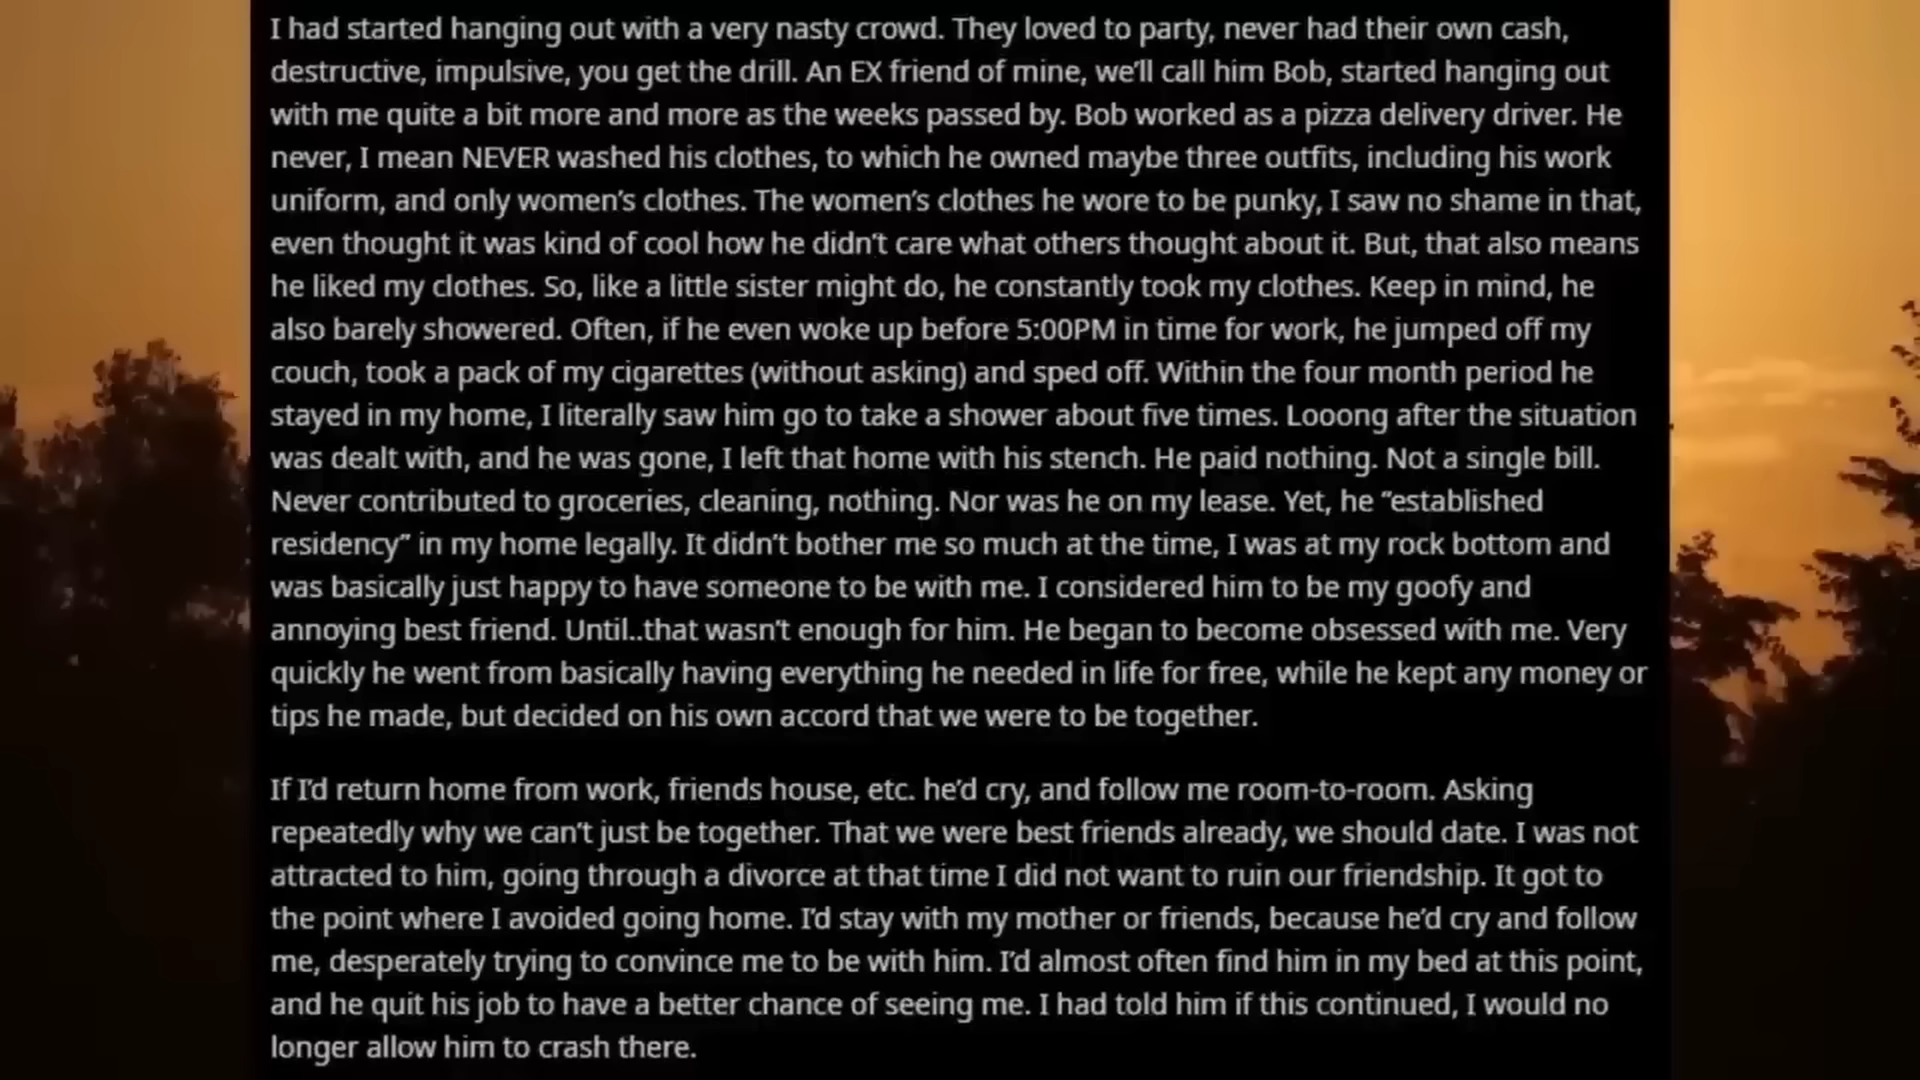 I had started hanging out with a very nasty crowd. They loved to party, never had their own cash,
destructive, impulsive, you get the drill. An EX friend of mine, we’ll call him Bob, started hanging out
with me quite a bit more and more as the weeks passed by. Bob worked as a pizza delivery driver. He
never, I mean NEVER washed his clothes, to which he owned maybe three outfits, including his work
uniform, and only women’s clothes. The women’s clothes he wore to be punky, I saw no shame in that,
even thought it was kind of cool how he didn’t care what others thought about it. But, that also means
he liked my clothes. So, like a little sister might do, he constantly took my clothes. Keep in mind, he
also barely showered. Often, if he even woke up before 5:00PM in time for work, he jumped off my
couch, took a pack of my cigarettes (without asking) and sped off. Within the four month period he
stayed in my home, I literally saw him go to take a shower about five times. Looong after the situation
was dealt with, and he was gone, I left that home with his stench. He paid nothing. Not a single bill.
Never contributed to groceries, cleaning, nothing. Nor was he on my lease. Yet, he “established
residency” in my home legally. It didn’t bother me so much at the time, I was at my rock bottom and
was basically just happy to have someone to be with me. I considered him to be my goofy and
annoying best friend. Until..that wasn’t enough for him. He began to become obsessed with me. Very
quickly he went from basically having everything he needed in life for free, while he kept any money or
tips he made, but decided on his own accord that we were to be together.
If I’d return home from work, friends house, etc. he’d cry, and follow me room-to-room. Asking
repeatedly why we can’t just be together. That we were best friends already, we should date. I was not
attracted to him, going through a divorce at that time I did not want to ruin our friendship. It got to
the point where I avoided going home. I’d stay with my mother or friends, because he’d cry and follow
me, desperately trying to convince me to be with him. I’d almost often find him in my bed at this point,
and he quit his job to have a better chance of seeing me. I had told him if this continued, I would no
longer allow him to crash there.